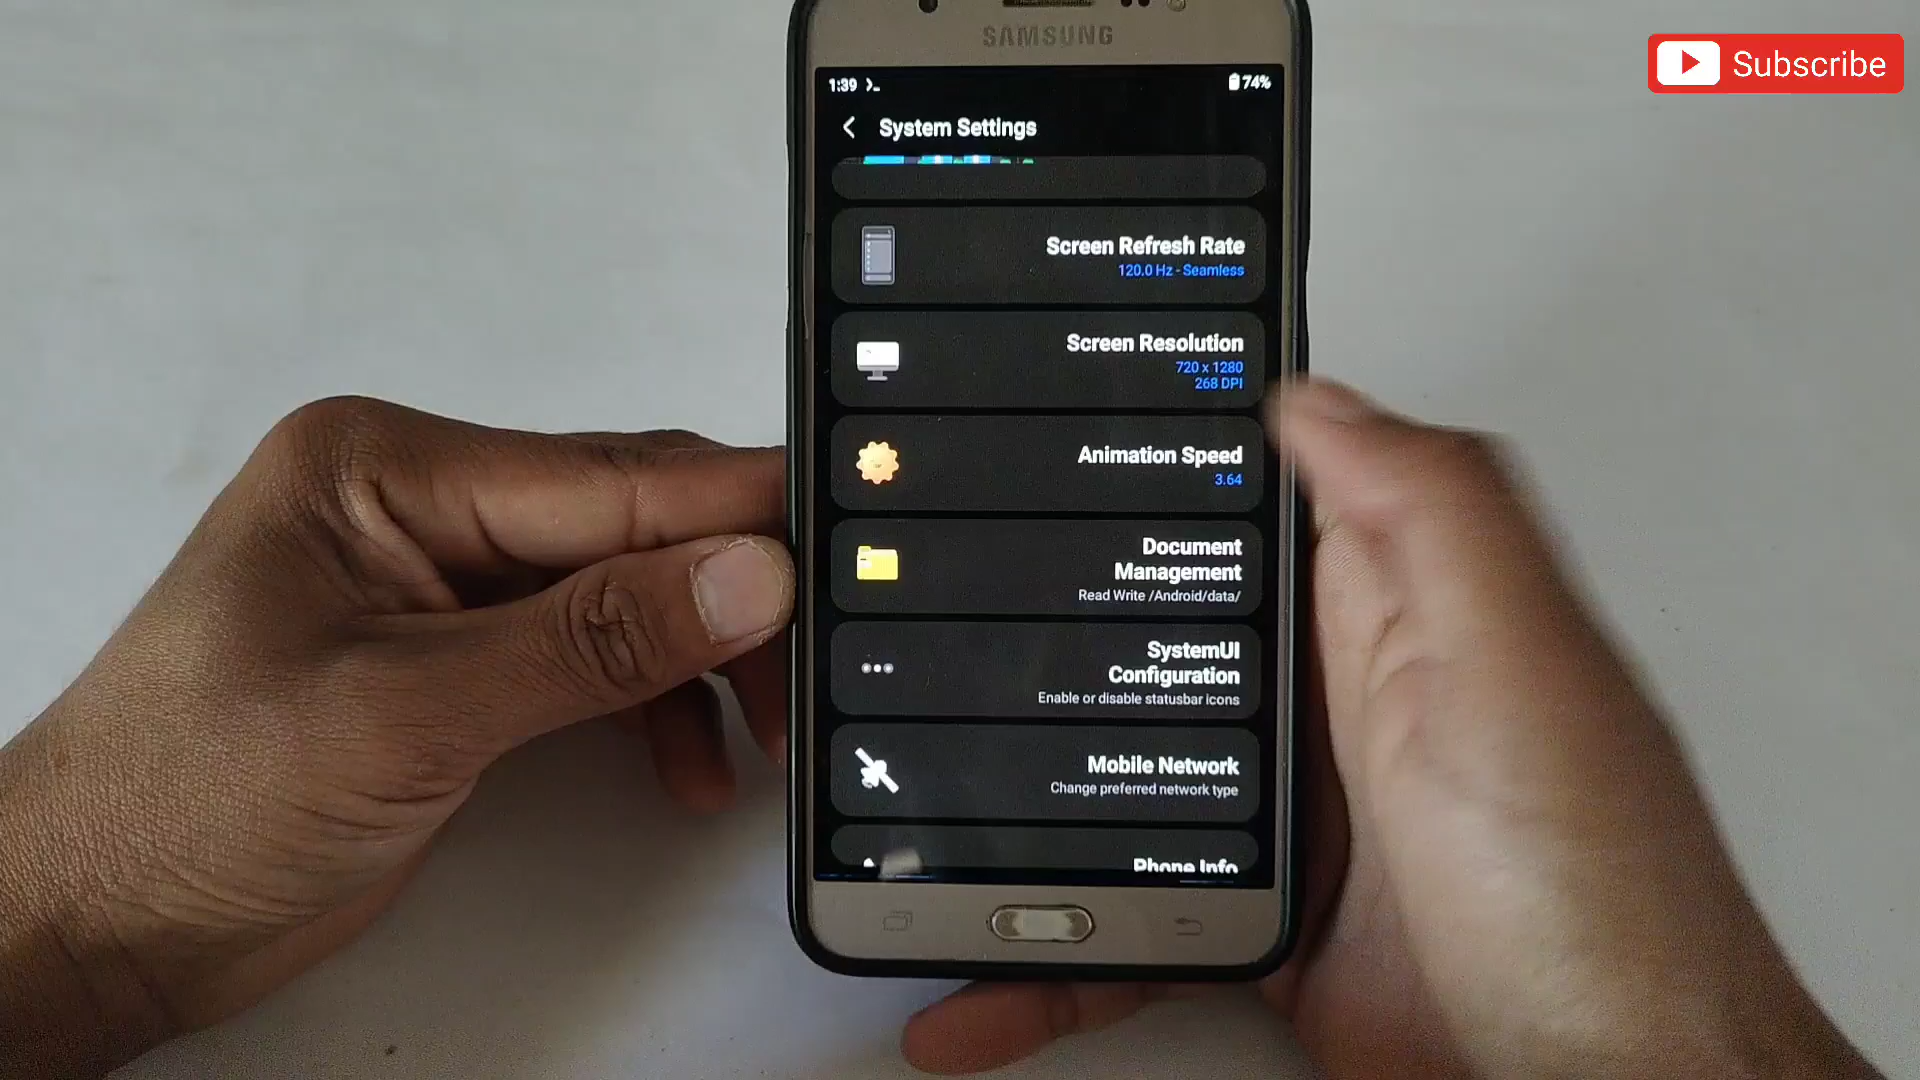 SAMSUNG
Subscribe
1:39
74%
System Settings
Screen Refresh Rate
120.0 Hz - Seamless
Screen Resolution
720 x 1280
268 DPI
Animation Speed
3.64
Document
Management
Read Write /Android/data/
SystemUI
Configuration
Enable or disable statusbar icons
Mobile Network
Change preferred network type
Phone Info